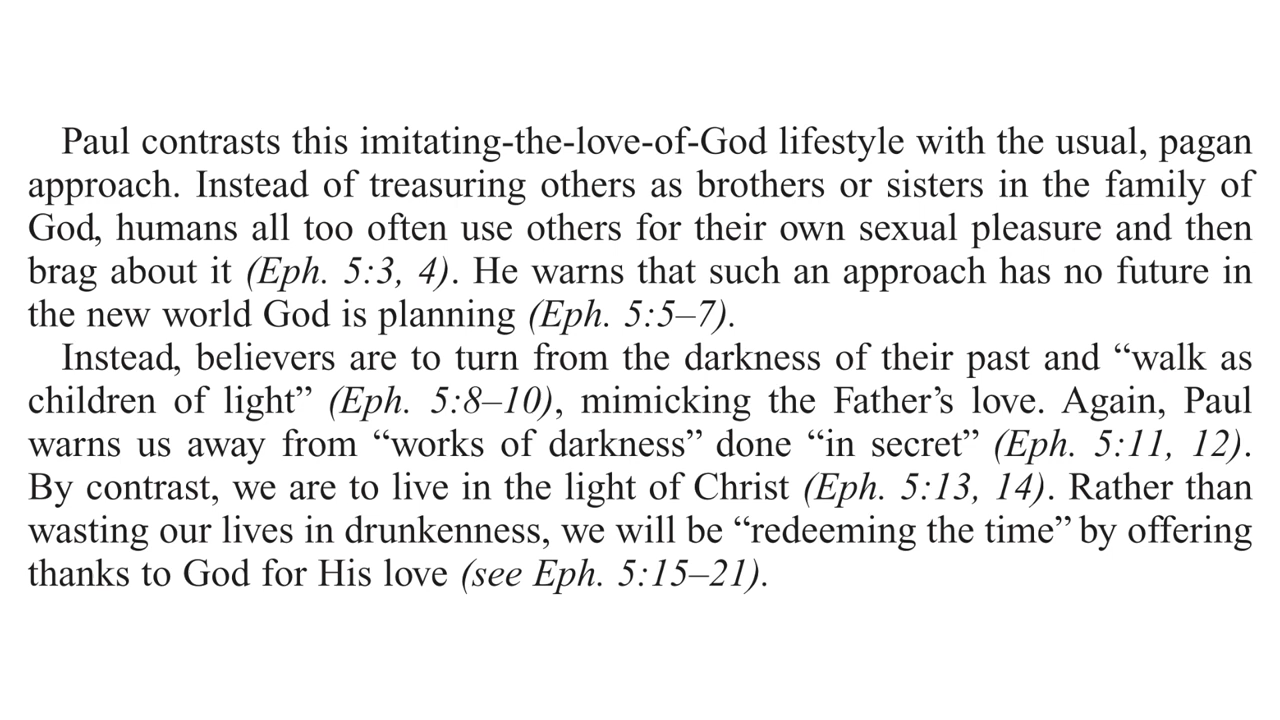 Paul contrasts this imitating-the-love-of-God lifestyle with the usual, pagan
approach. Instead of treasuring others as brothers or sisters in the family of
God, humans all too often use others for their own sexual pleasure and then
brag about it (Eph. 5:3, 4). He warns that such an approach has no future in
the new world God is planning (Eph. 5:5–7).
Instead, believers are to turn from the darkness of their past and “walk as
children of light” (Eph. 5:8–10), mimicking the Father’s love. Again, Paul
warns us away from “works of darkness” done “in secret” (Eph. 5:11, 12).
By contrast, we are to live in the light of Christ (Eph. 5:13, 14). Rather than
wasting our lives in drunkenness, we will be “redeeming the time” by offering
thanks to God for His love (see Eph. 5:15–21).